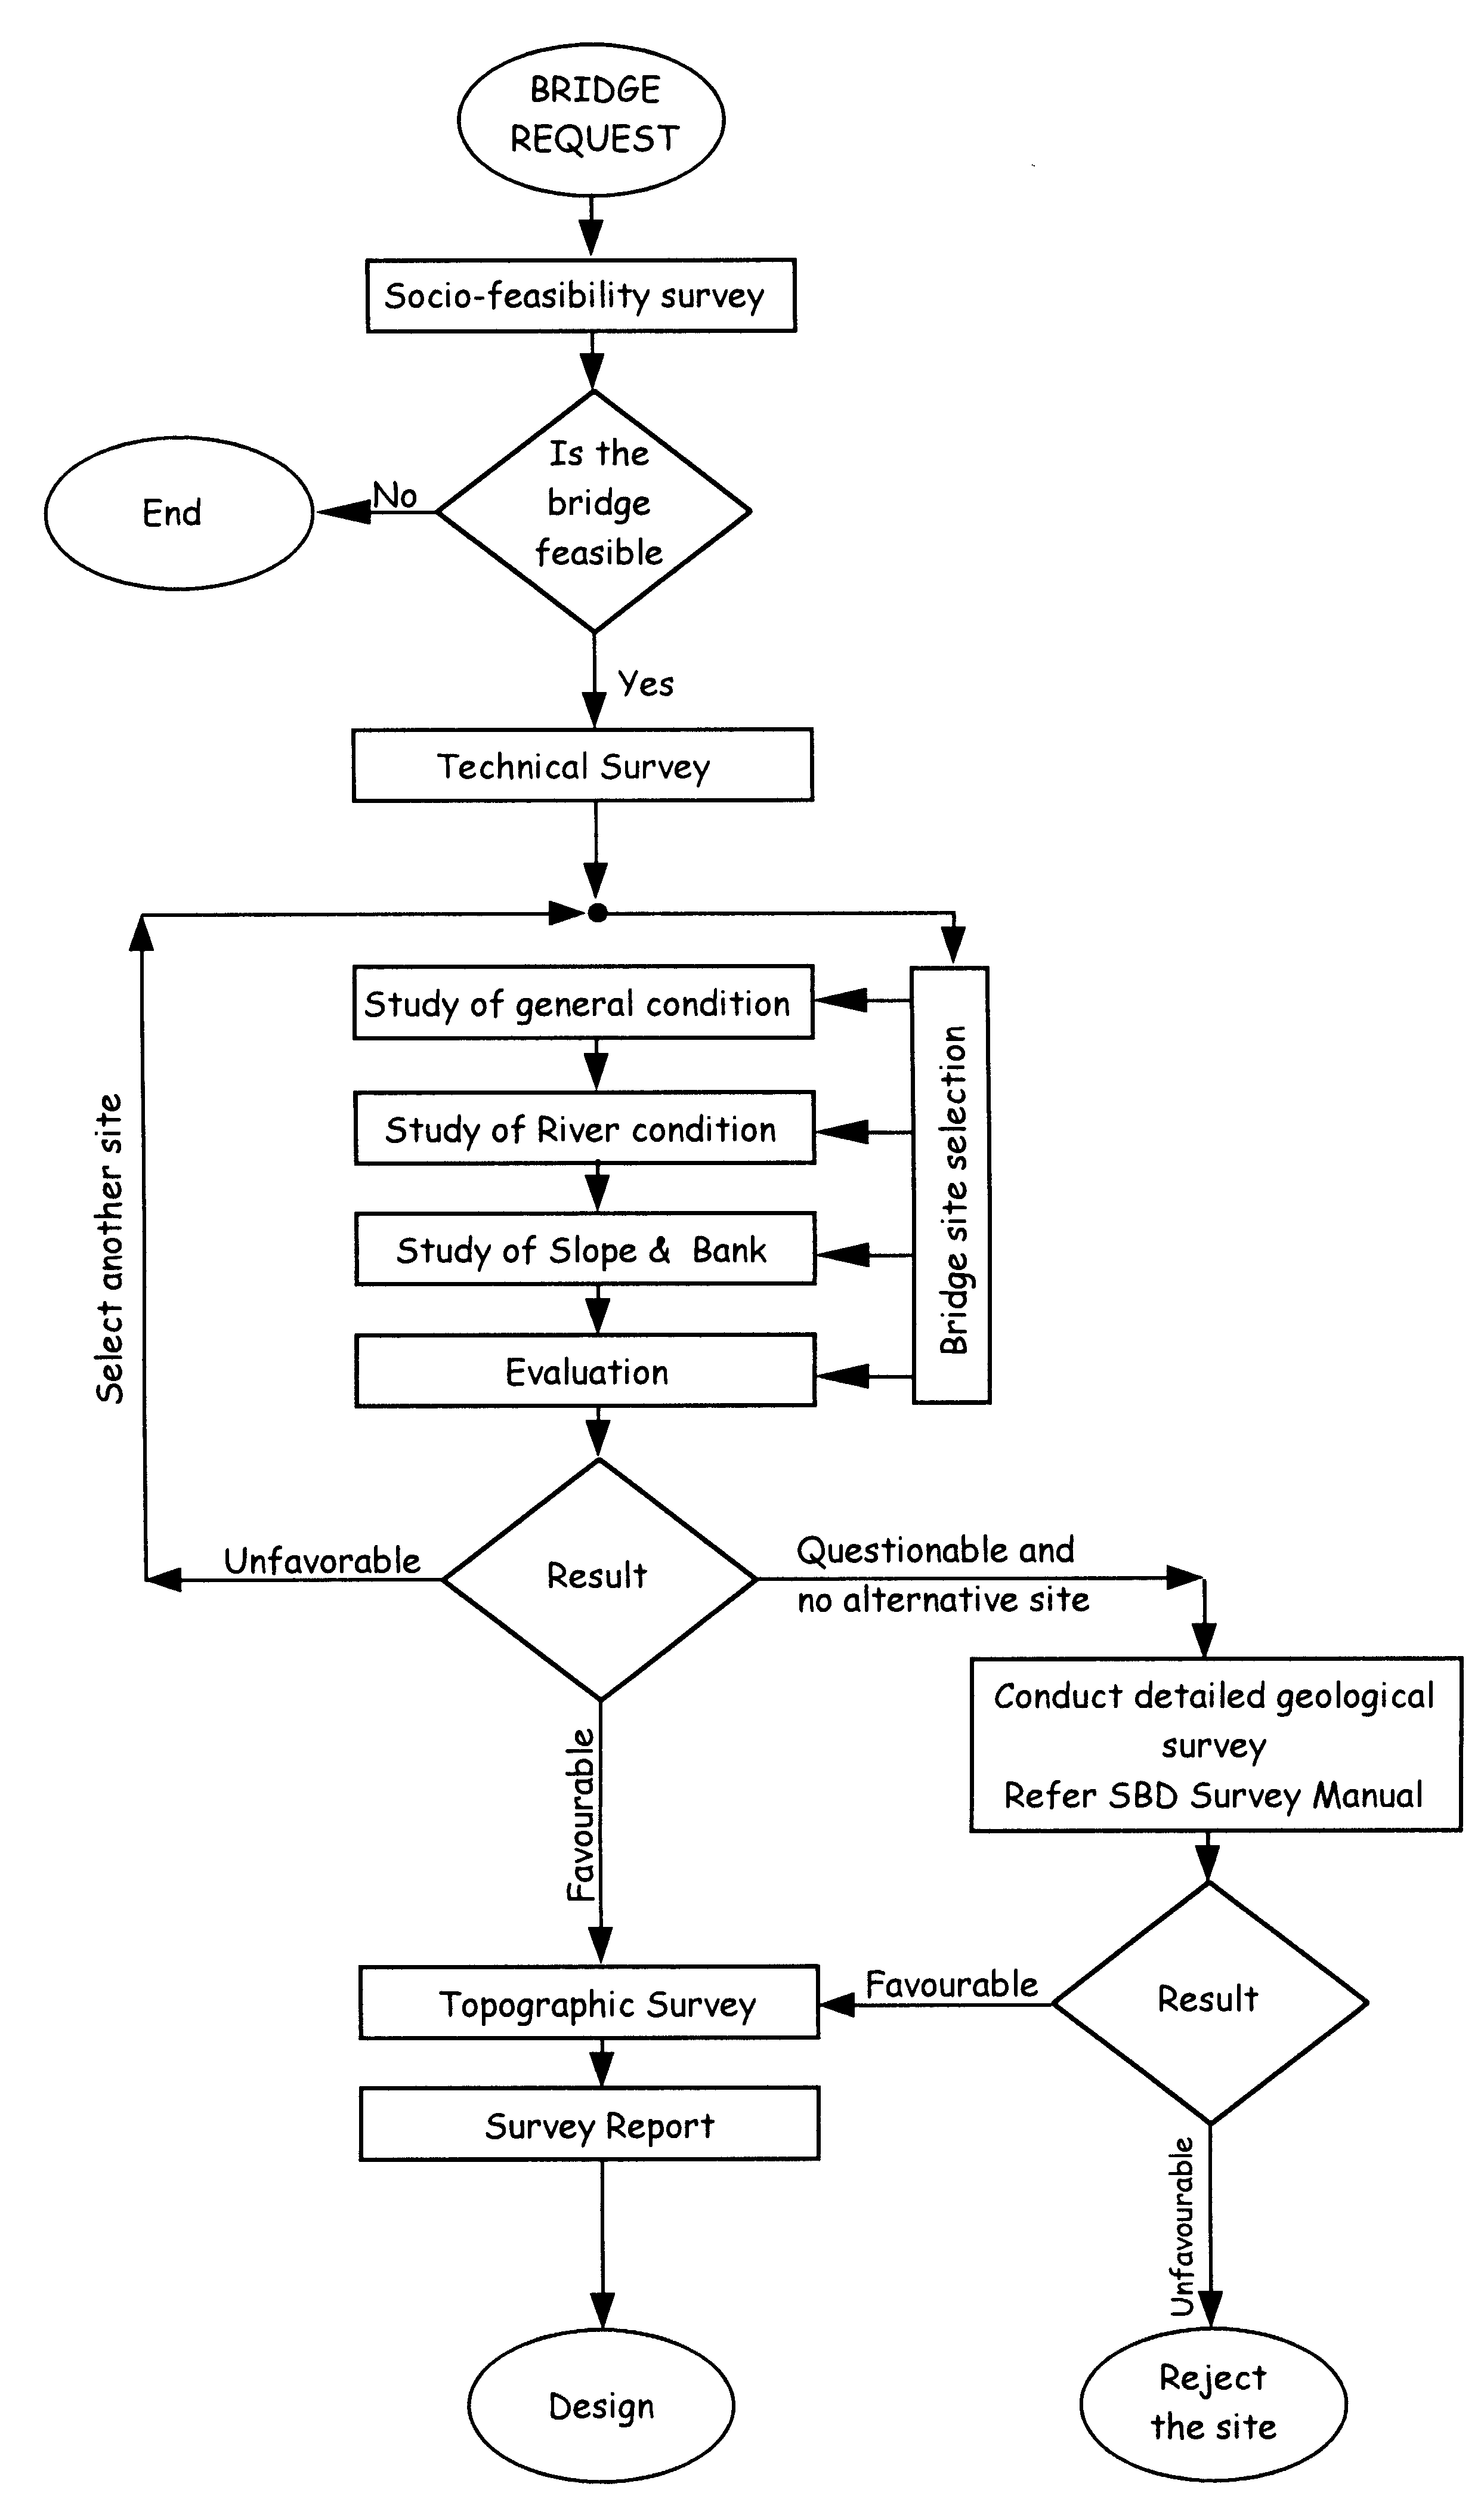 BRIDGE
REQUEST
Socio-feasibility survey
Is the
bridge
feasible
No
End
Yes
Technical Survey
Study of general condition
Study of River condition
Study of Slope & Bank
Evaluation
Bridge site selection
Select another site
Result
Unfavorable
Questionable and
no alternative site
Favourable
Conduct detailed geological
survey
Refer SBD Survey Manual
Result
Favourable
Topographic Survey
Survey Report
Unfavourable
Design
Reject
the site